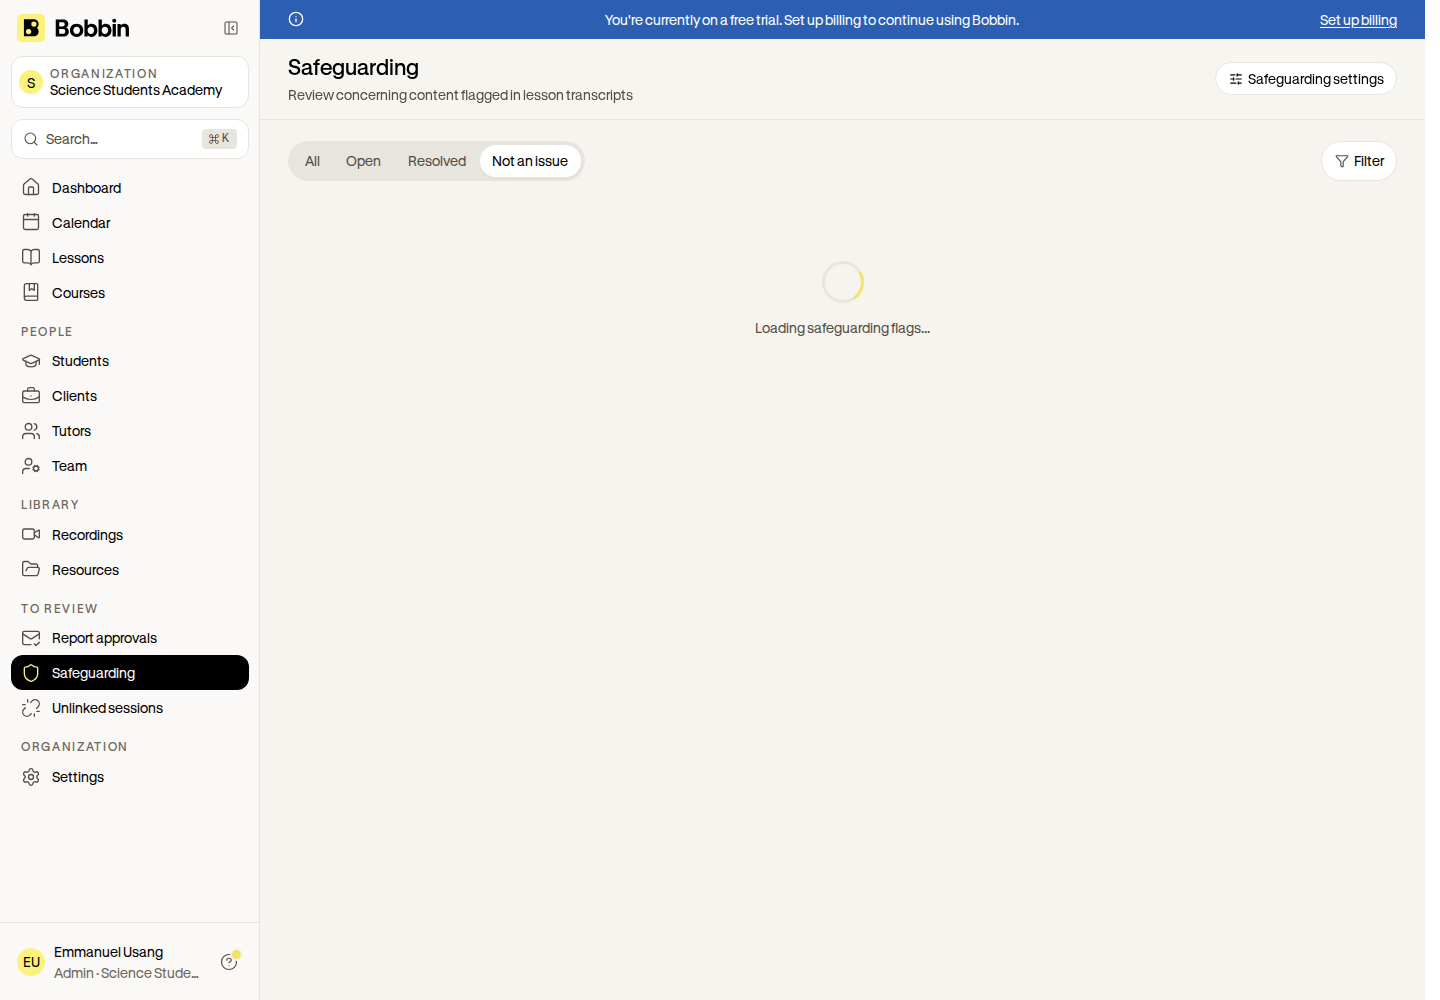 Bobbin
ORGANIZATION
S
Science Students Academy
Search...
⌘ K
Dashboard
Calendar
Lessons
Courses
PEOPLE
Students
Clients
Tutors
Team
LIBRARY
Recordings
Resources
TO REVIEW
Report approvals
Safeguarding
Unlinked sessions
ORGANIZATION
Settings
EU
Emmanuel Usang
Admin · Science Stude...
You're currently on a free trial. Set up billing to continue using Bobbin.
Set up billing
Safeguarding
Review concerning content flagged in lesson transcripts
Safeguarding settings
All
Open
Resolved
Not an issue
Filter
Loading safeguarding flags...